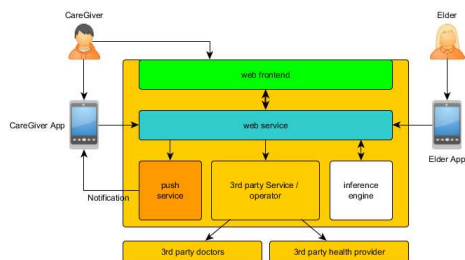 CareGiver
Elder
web frontend
CareGiver App
web service
Elder App
push
service
3rd party Service /
operator
inference
engine
Notification
3rd party doctors
3rd party health provider